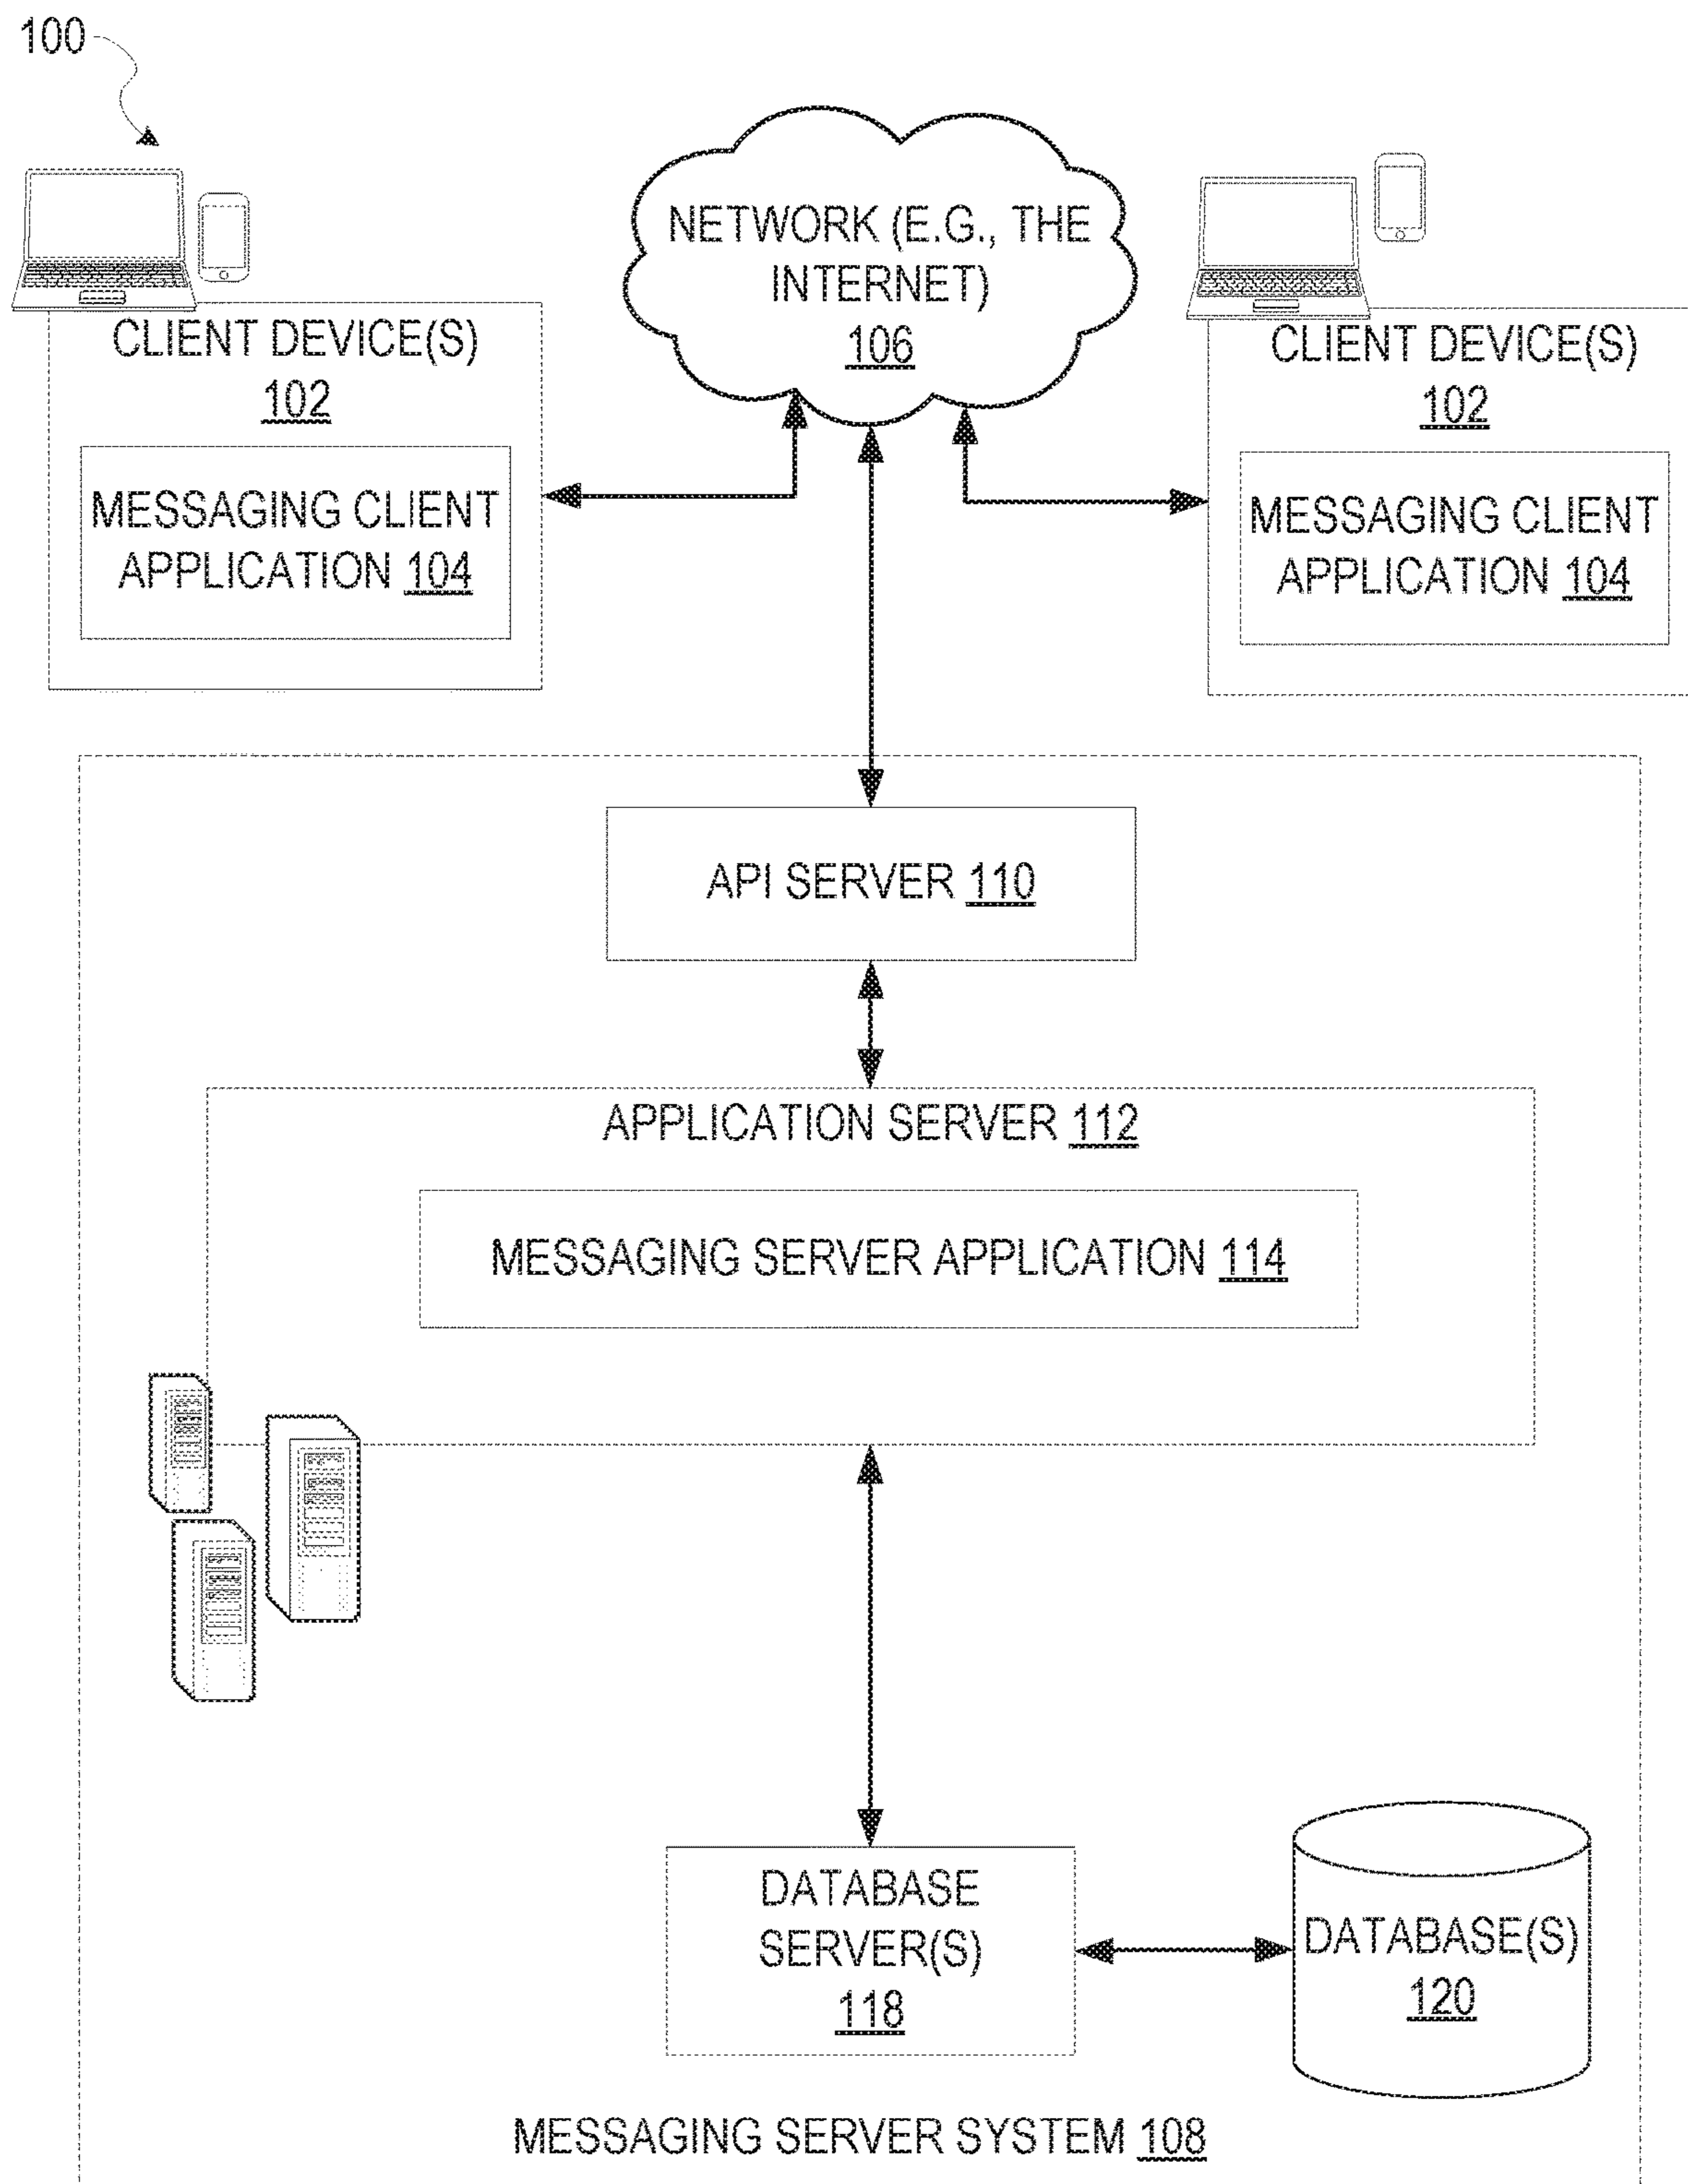 100
NETWORK (E.G., THE
INTERNET)
106
CLIENT DEVICE(S)
102
MESSAGING CLIENT
APPLICATION 104
CLIENT DEVICE(S)
102
MESSAGING CLIENT
APPLICATION 104
API SERVER 110
APPLICATION SERVER 112
MESSAGING SERVER APPLICATION 114
DATABASE
SERVER(S)
118
DATABASE(S)
120
MESSAGING SERVER SYSTEM 108